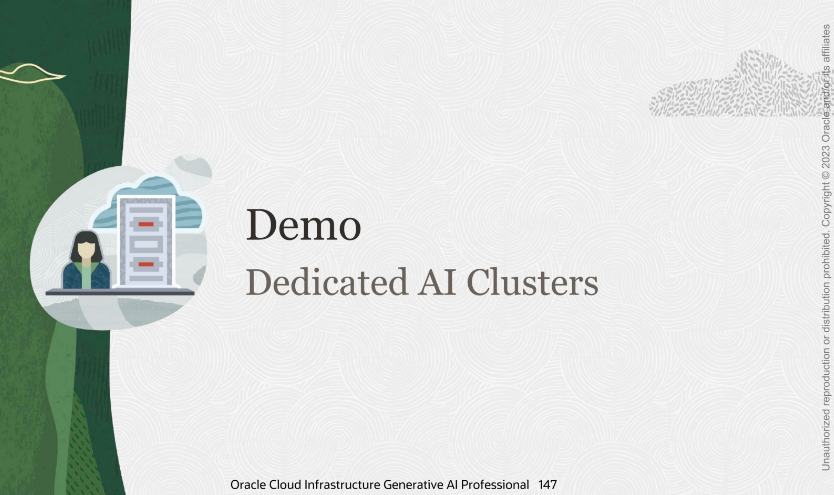 Demo
Dedicated AI Clusters
Oracle Cloud Infrastructure Generative AI Professional 147
Unauthorized reproduction or distribution prohibited. Copyright © 2023 Oracle and/or its affiliates